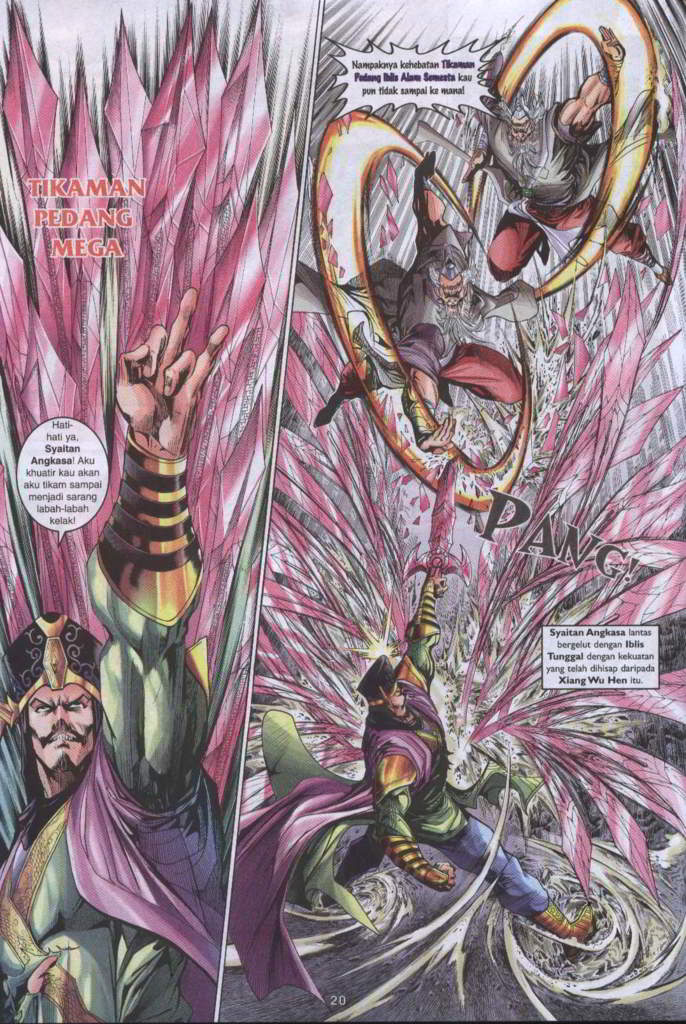 TIKAMAN
PEDANG
MEGA
Hati-
hati ya,
Syaitan
Angkasa! Aku
khuatir kau akan
aku tikam sampai
menjadi sarang
labah-labah
kelak!
Nampaknya kehebatan Tikaman
Pedang Iblis Alam Semesta kau
pun tidak sampai ke mana!
PANG!
Syaitan Angkasa lantas
bergelut dengan Iblis
Tunggal dengan kekuatan
yang telah dihisap daripada
Xiang Wu Hen itu.
20